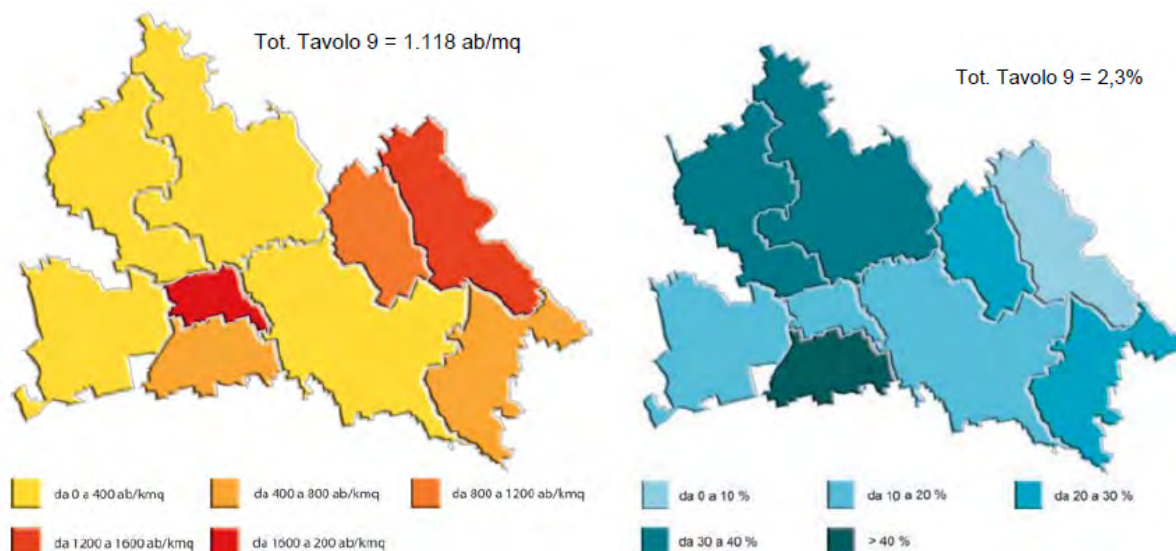 Tot. Tavolo 9 = 1.118 ab/mq
Tot. Tavolo 9 = 2,3%
da 0 a 400 ab/kmq
da 400 a 800 ab/kmq
da 800 a 1200 ab/kmq
da 1200 a 1600 ab/kmq
da 1600 a 200 ab/kmq
da 0 a 10 %
da 10 a 20 %
da 20 a 30 %
da 30 a 40 %
> 40 %